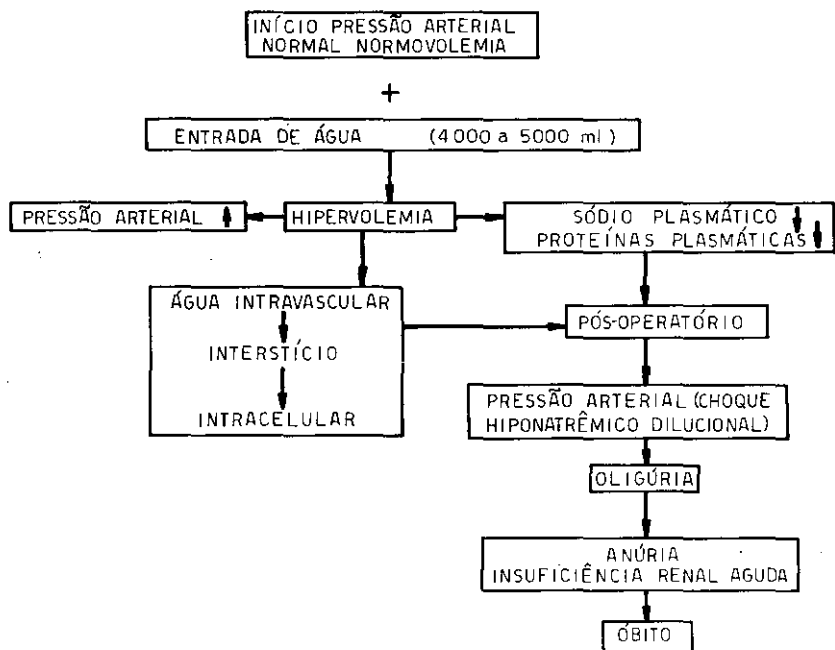 INÍCIO PRESSÃO ARTERIAL
NORMAL NORMOVOLEMIA
+
ENTRADA DE ÁGUA (4000 a 5000 ml)
PRESSÃO ARTERIAL
HIPERVOLEMIA
SÓDIO PLASMÁTICO
PROTEÍNAS PLASMÁTICAS
ÁGUA INTRAVASCULAR
INTERSTÍCIO
INTRACELULAR
PÓS-OPERATÓRIO
PRESSÃO ARTERIAL (CHOQUE
HIPONATRÊMICO DILUCIONAL)
OLIGÚRIA
ANÚRIA
INSUFICIÊNCIA RENAL AGUDA
ÓBITO